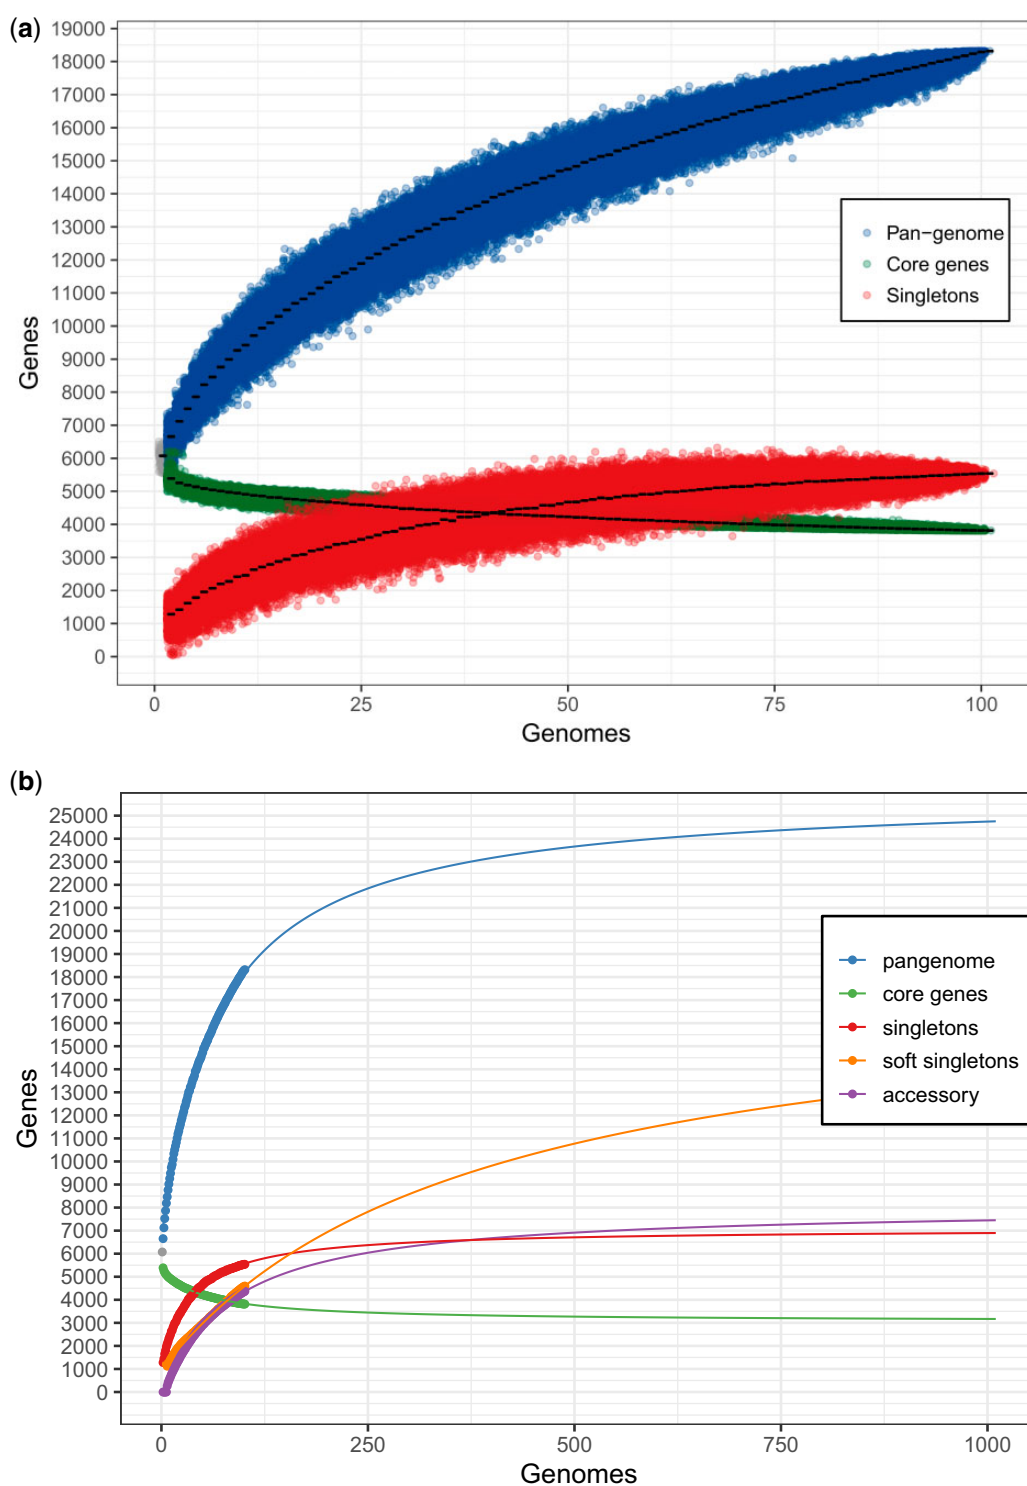 (a)
19000
18000
17000
16000
15000
14000
13000
12000
11000
10000
9000
8000
7000
6000
5000
4000
3000
2000
1000
0
Genes
Pan-genome
Core genes
Singletons
0 25 50 75 100
Genomes
(b)
25000
24000
23000
22000
21000
20000
19000
18000
17000
16000
15000
14000
13000
12000
11000
10000
9000
8000
7000
6000
5000
4000
3000
2000
1000
0
Genes
pangenome
core genes
singletons
soft singletons
accessory
0 250 500 750 1000
Genomes